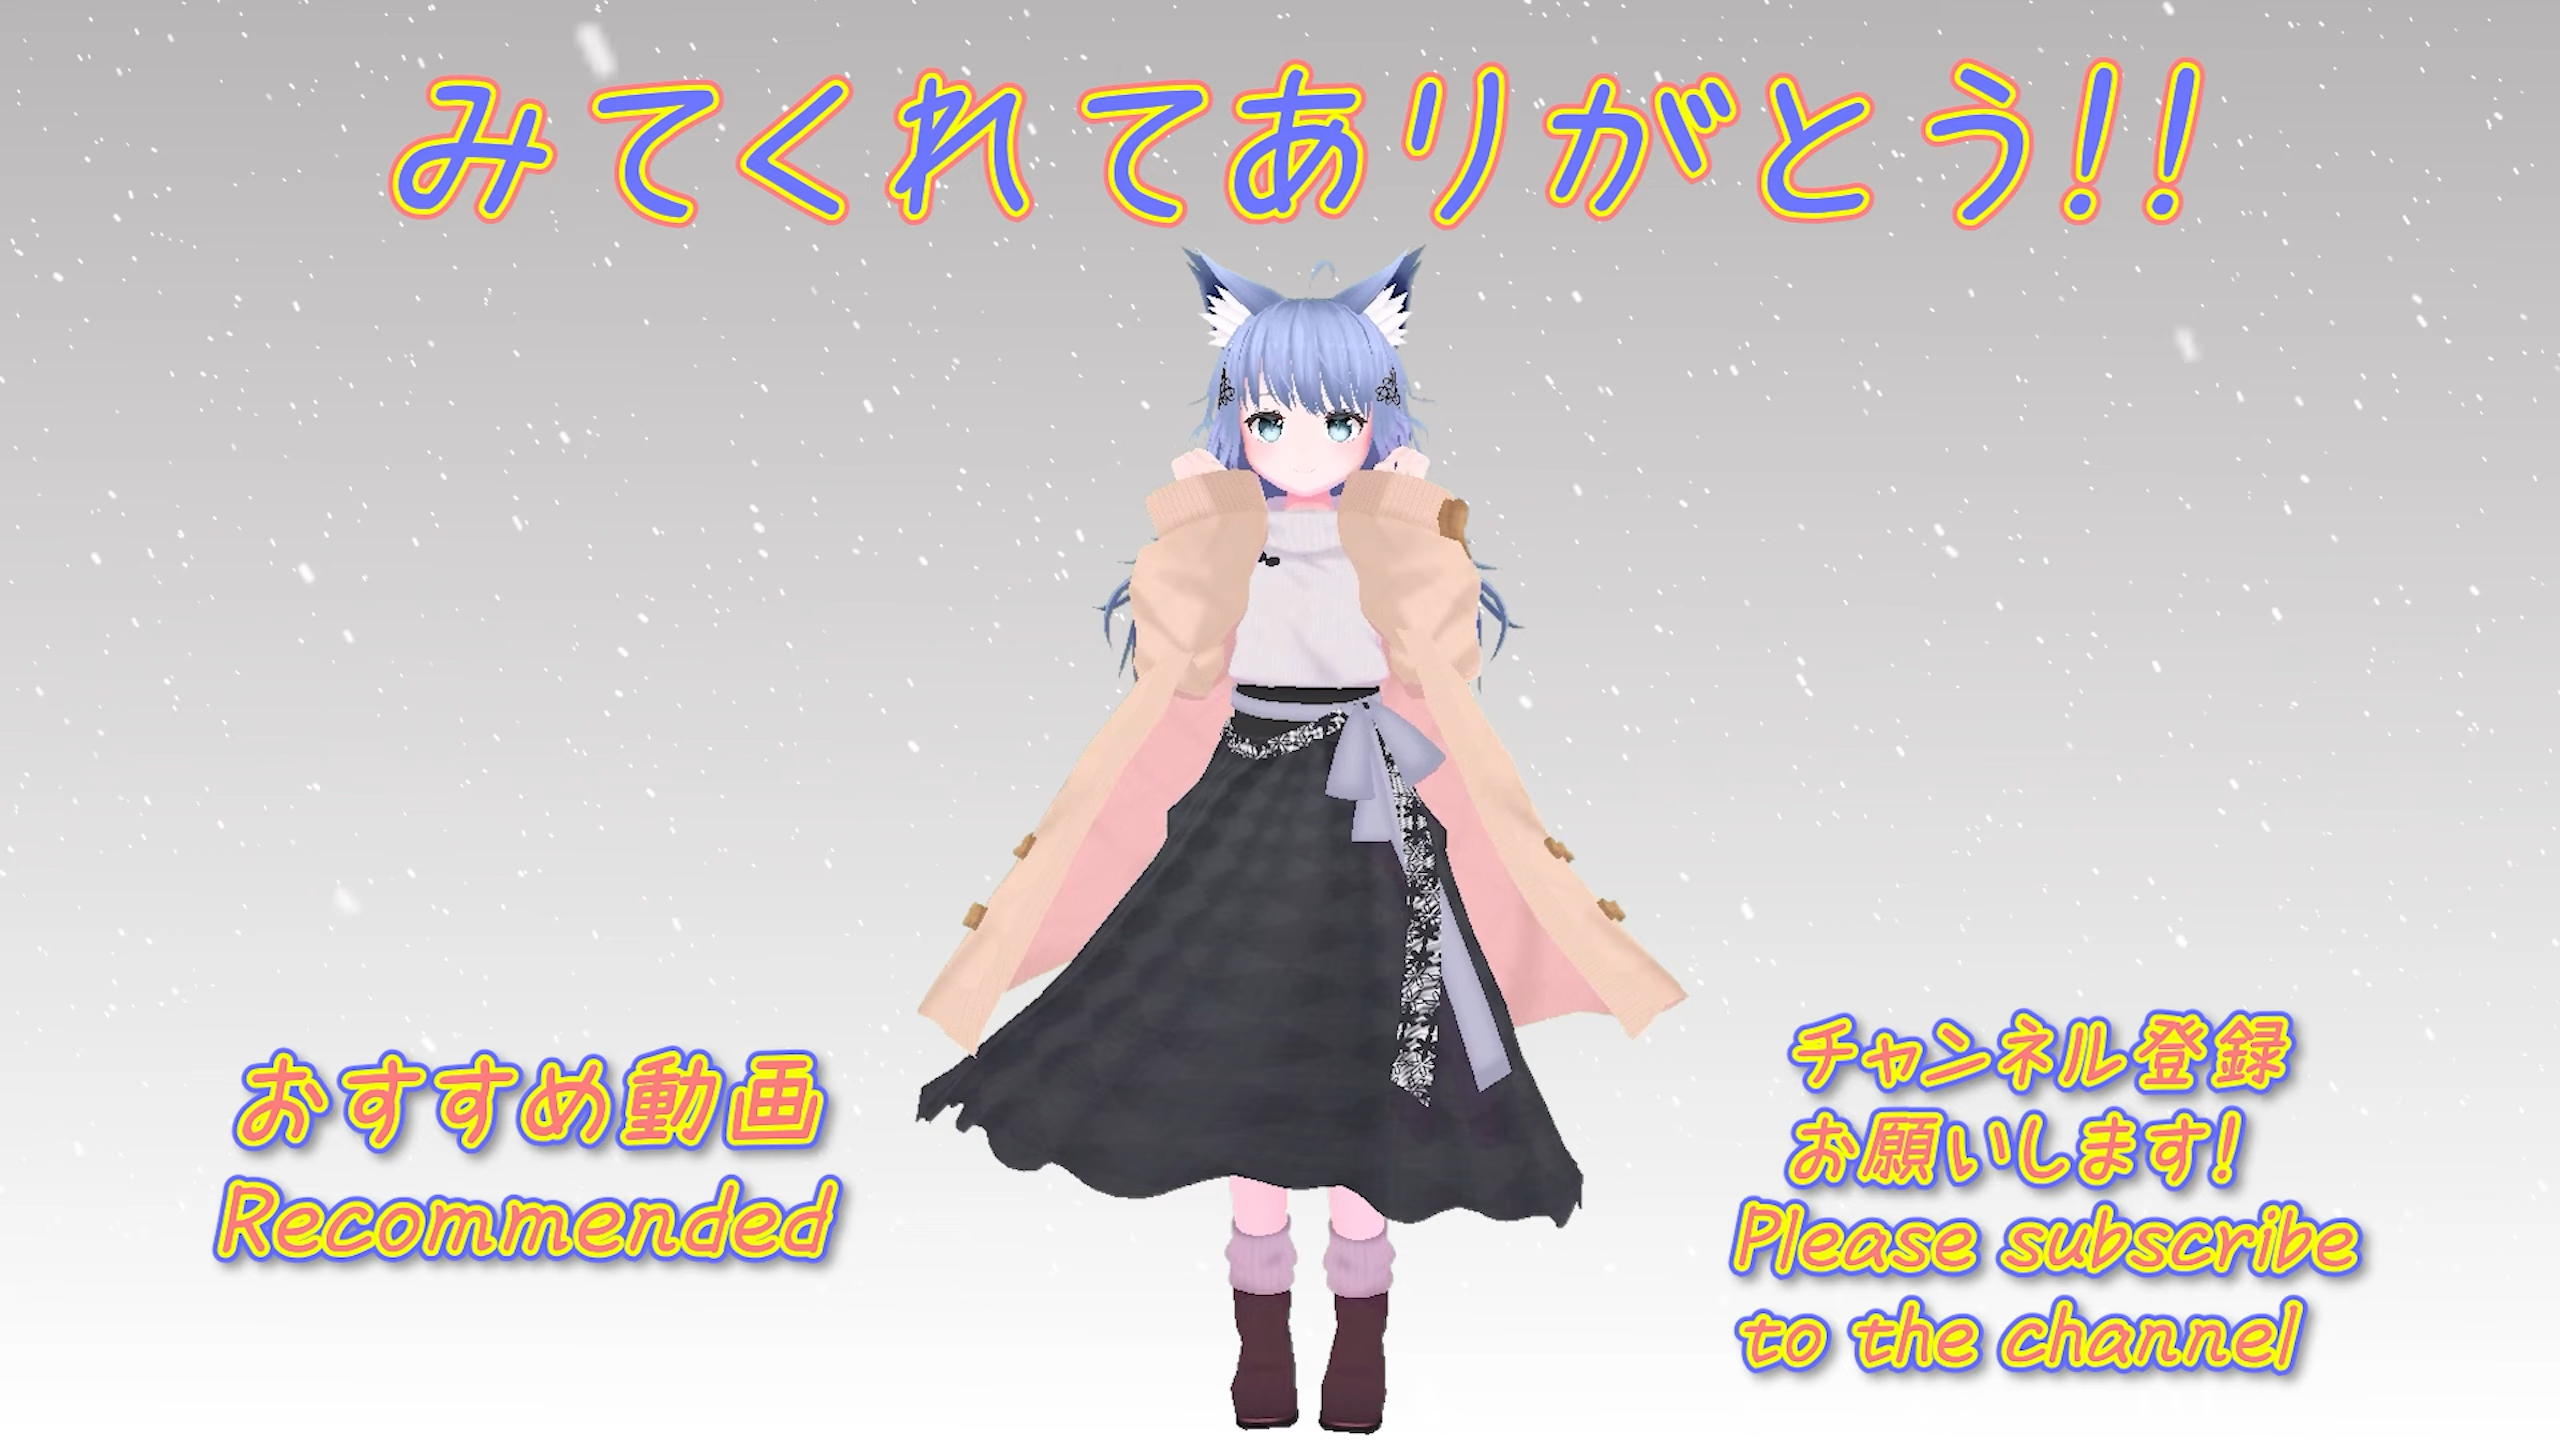 みてくれてありがとう!!
おすすめ動画
Recommended
チャンネル登録
お願いします!
Please subscribe
to the channel